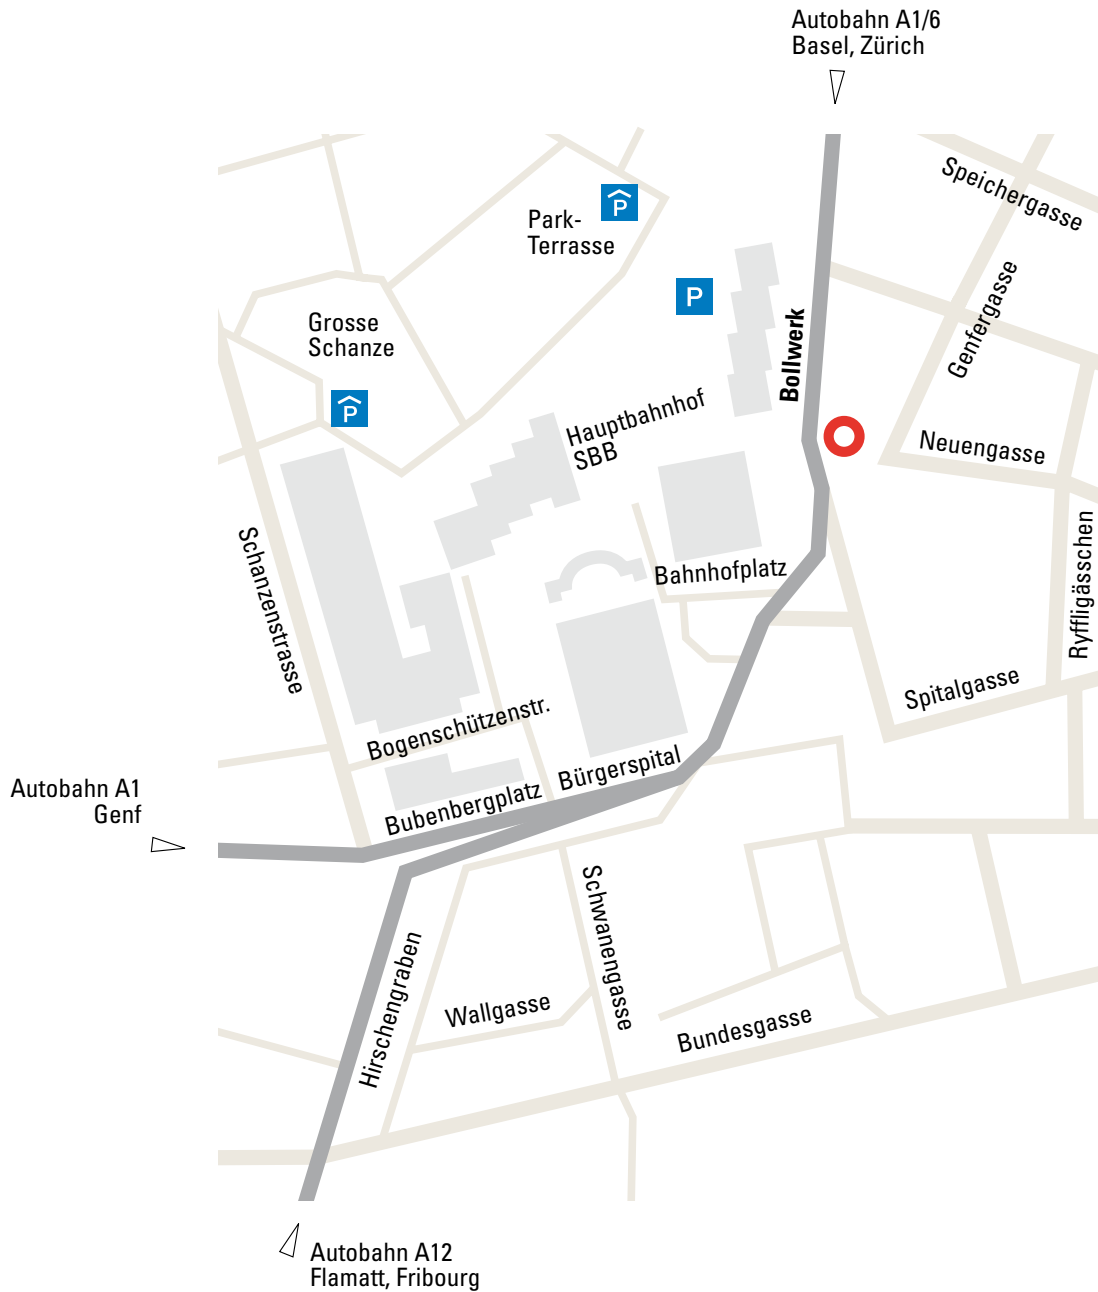 Autobahn A1/6
Basel, Zürich
Speichergasse
P
Park-
Terrasse
Genfergasse
P
Grosse
Schanze
Bollwerk
P
Hauptbahnhof
SBB
Neuengasse
Schanzenstrasse
Ryffligässchen
Bahnhofplatz
Spitalgasse
Bogenschützenstr.
Bürgerspital
Autobahn A1
Genf
Bubenbergplatz
Schwanengasse
Hirschengraben
Wallgasse
Bundesgasse
Autobahn A12
Flamatt, Fribourg